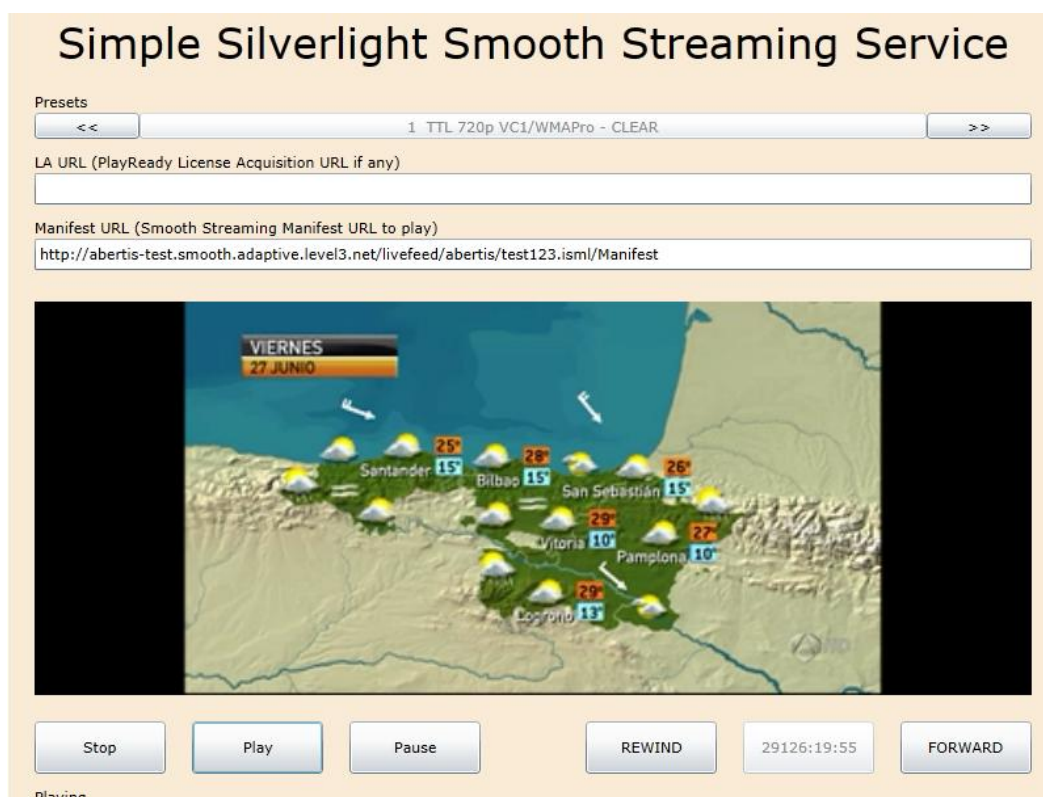 Simple Silverlight Smooth Streaming Service
Presets
<< 1 TTL 720p VC1/WMAPro - CLEAR >>
LA URL (PlayReady License Acquisition URL if any)
Manifest URL (Smooth Streaming Manifest URL to play)
http://abertis-test.smooth.adaptive.level3.net/livefeed/abertis/test123.isml/Manifest
VIERNES
27 JUNIO
Santander 25° 15°
Bilbao 28° 15°
San Sebastián 26° 15°
Vitoria 29° 10°
Pamplona 27° 10°
Logroño 29° 13°
HD
Stop Play Pause REWIND 29126:19:55 FORWARD
Playing